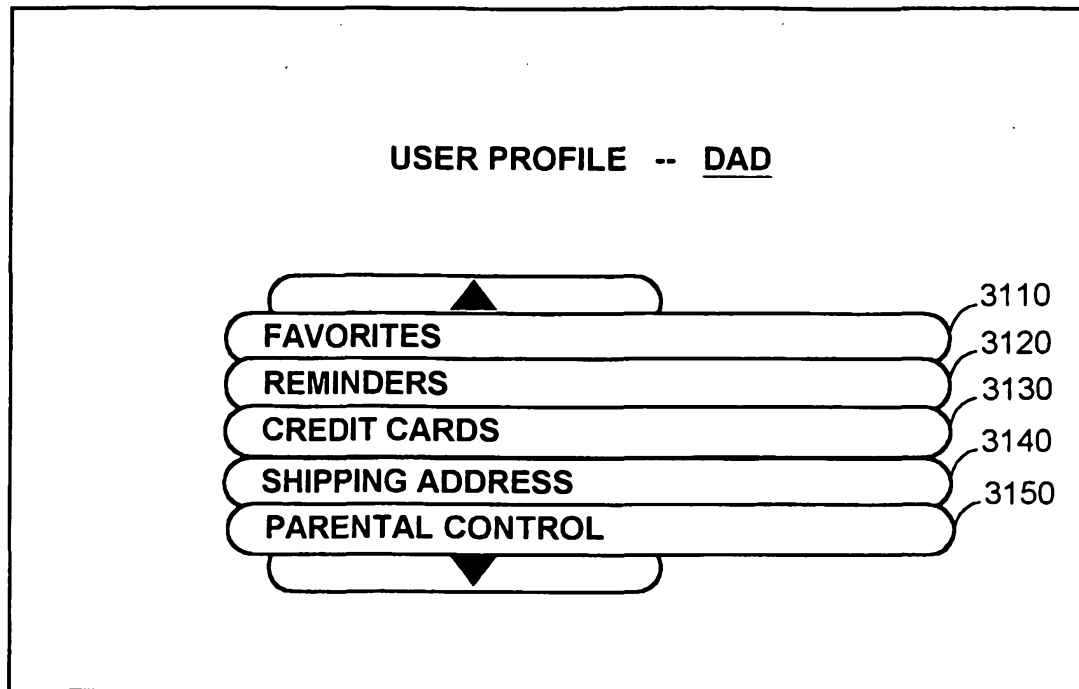 USER PROFILE -- DAD
3110
FAVORITES
3120
REMINDERS
3130
CREDIT CARDS
3140
SHIPPING ADDRESS
3150
PARENTAL CONTROL